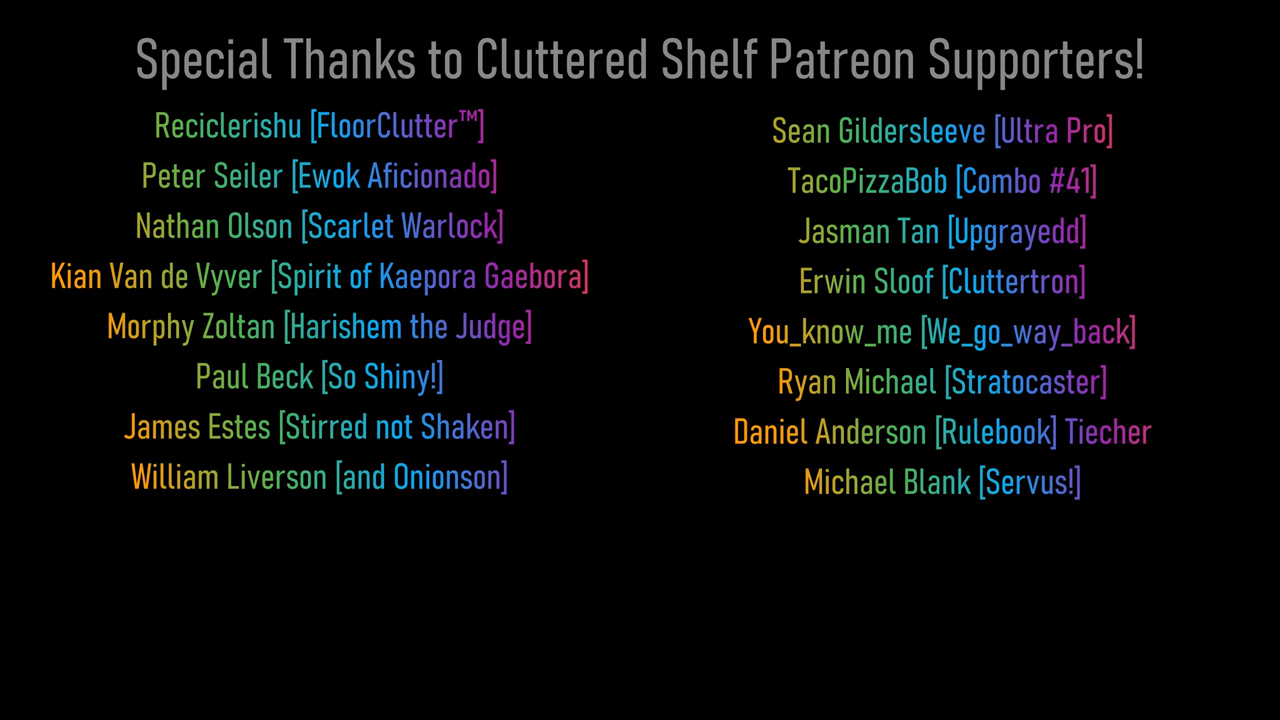 Special Thanks to Cluttered Shelf Patreon Supporters!
Reciclerishu [FloorClutter™]
Peter Seiler [Ewok Aficionado]
Nathan Olson [Scarlet Warlock]
Kian Van de Vyver [Spirit of Kaepora Gaebora]
Morphy Zoltan [Harishem the Judge]
Paul Beck [So Shiny!]
James Estes [Stirred not Shaken]
William Liverson [and Onionson]
Sean Gildersleeve [Ultra Pro]
TacoPizzaBob [Combo #41]
Jasman Tan [Upgrayedd]
Erwin Sloof [Cluttertron]
You_know_me [We_go_way_back]
Ryan Michael [Stratocaster]
Daniel Anderson [Rulebook] Tiecher
Michael Blank [Servus!]